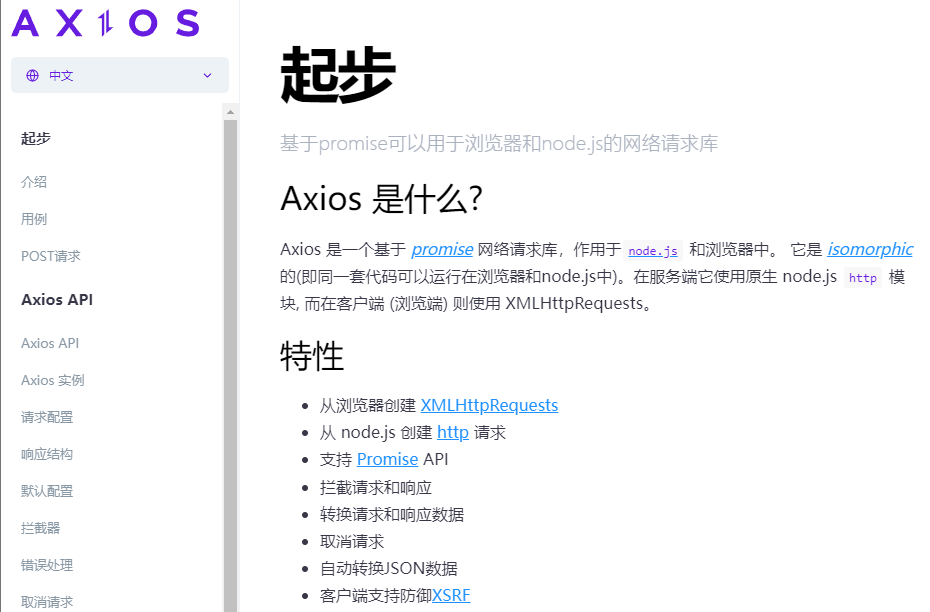 AXIOS
中文
起步
介绍
用例
POST请求
Axios API
Axios API
Axios 实例
请求配置
响应结构
默认配置
拦截器
错误处理
取消请求
起步
基于promise可以用于浏览器和node.js的网络请求库
Axios 是什么?
Axios 是一个基于 promise 网络请求库，作用于 node.js 和浏览器中。 它是 isomorphic
的(即同一套代码可以运行在浏览器和node.js中)。在服务端它使用原生 node.js http 模
块, 而在客户端 (浏览端) 则使用 XMLHttpRequests。
特性
从浏览器创建 XMLHttpRequests
从 node.js 创建 http 请求
支持 Promise API
拦截请求和响应
转换请求和响应数据
取消请求
自动转换JSON数据
客户端支持防御XSRF